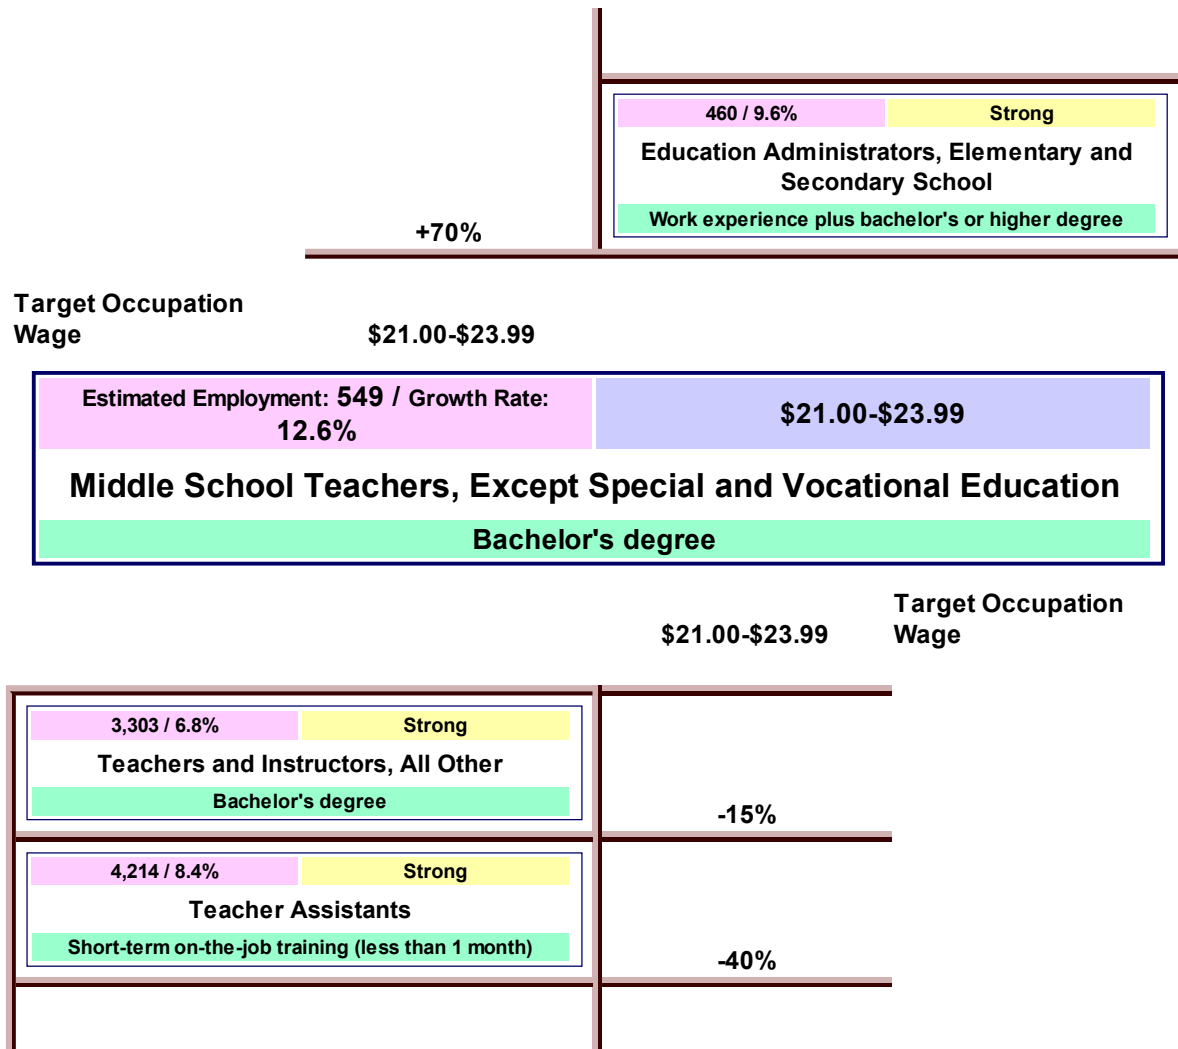 460 / 9.6%
Strong
Education Administrators, Elementary and
Secondary School
Work experience plus bachelor's or higher degree
+70%
Target Occupation
Wage
$21.00-$23.99
Estimated Employment: 549 / Growth Rate:
12.6%
$21.00-$23.99
Middle School Teachers, Except Special and Vocational Education
Bachelor's degree
$21.00-$23.99
Target Occupation
Wage
3,303 / 6.8%
Strong
Teachers and Instructors, All Other
Bachelor's degree
-15%
4,214 / 8.4%
Strong
Teacher Assistants
Short-term on-the-job training (less than 1 month)
-40%